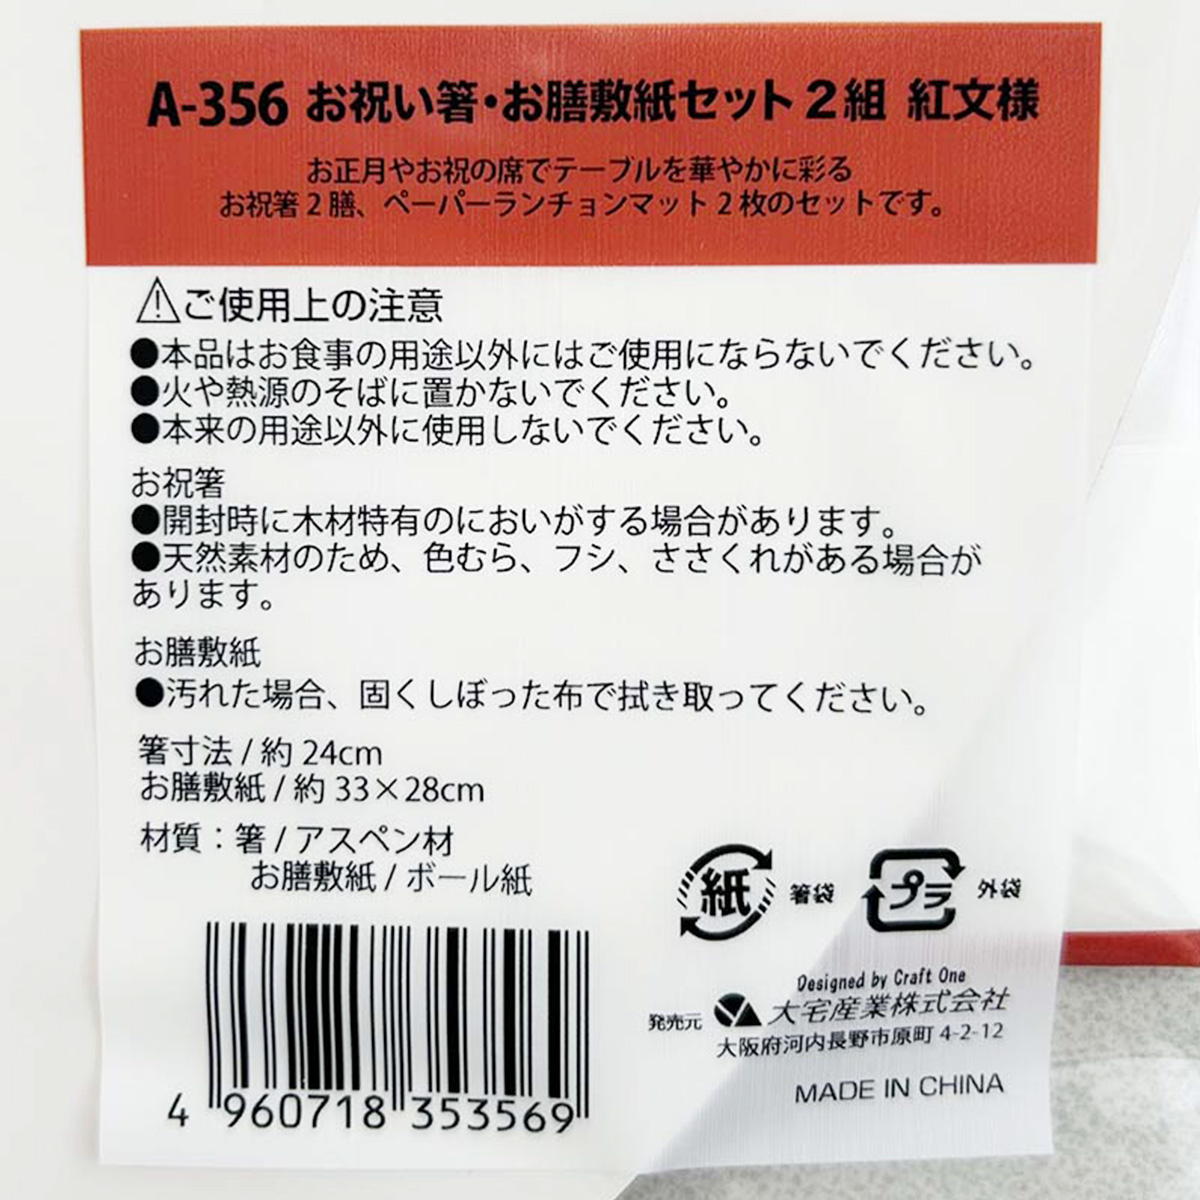 A-356 お祝い箸・お膳敷紙セット2組 紅文様
お正月やお祝の席でテーブルを華やかに彩る
お祝箸2膳、ペーパーランチョンマット2枚のセットです。
⚠ご使用上の注意
●本品はお食事の用途以外にはご使用にならないでください。
●火や熱源のそばに置かないでください。
●本来の用途以外に使用しないでください。
お祝箸
●開封時に木材特有のにおいがする場合があります。
●天然素材のため、色むら、フシ、ささくれがある場合が
あります。
お膳敷紙
●汚れた場合、固くしぼった布で拭き取ってください。
箸寸法/約24cm
お膳敷紙/約33×28cm
材質:箸/アスペン材
お膳敷紙/ボール紙
紙 箸袋 プラ 外袋
Designed by Craft One
発売元 大宅産業株式会社
大阪府河内長野市原町4-2-12
MADE IN CHINA
4 960718 353569